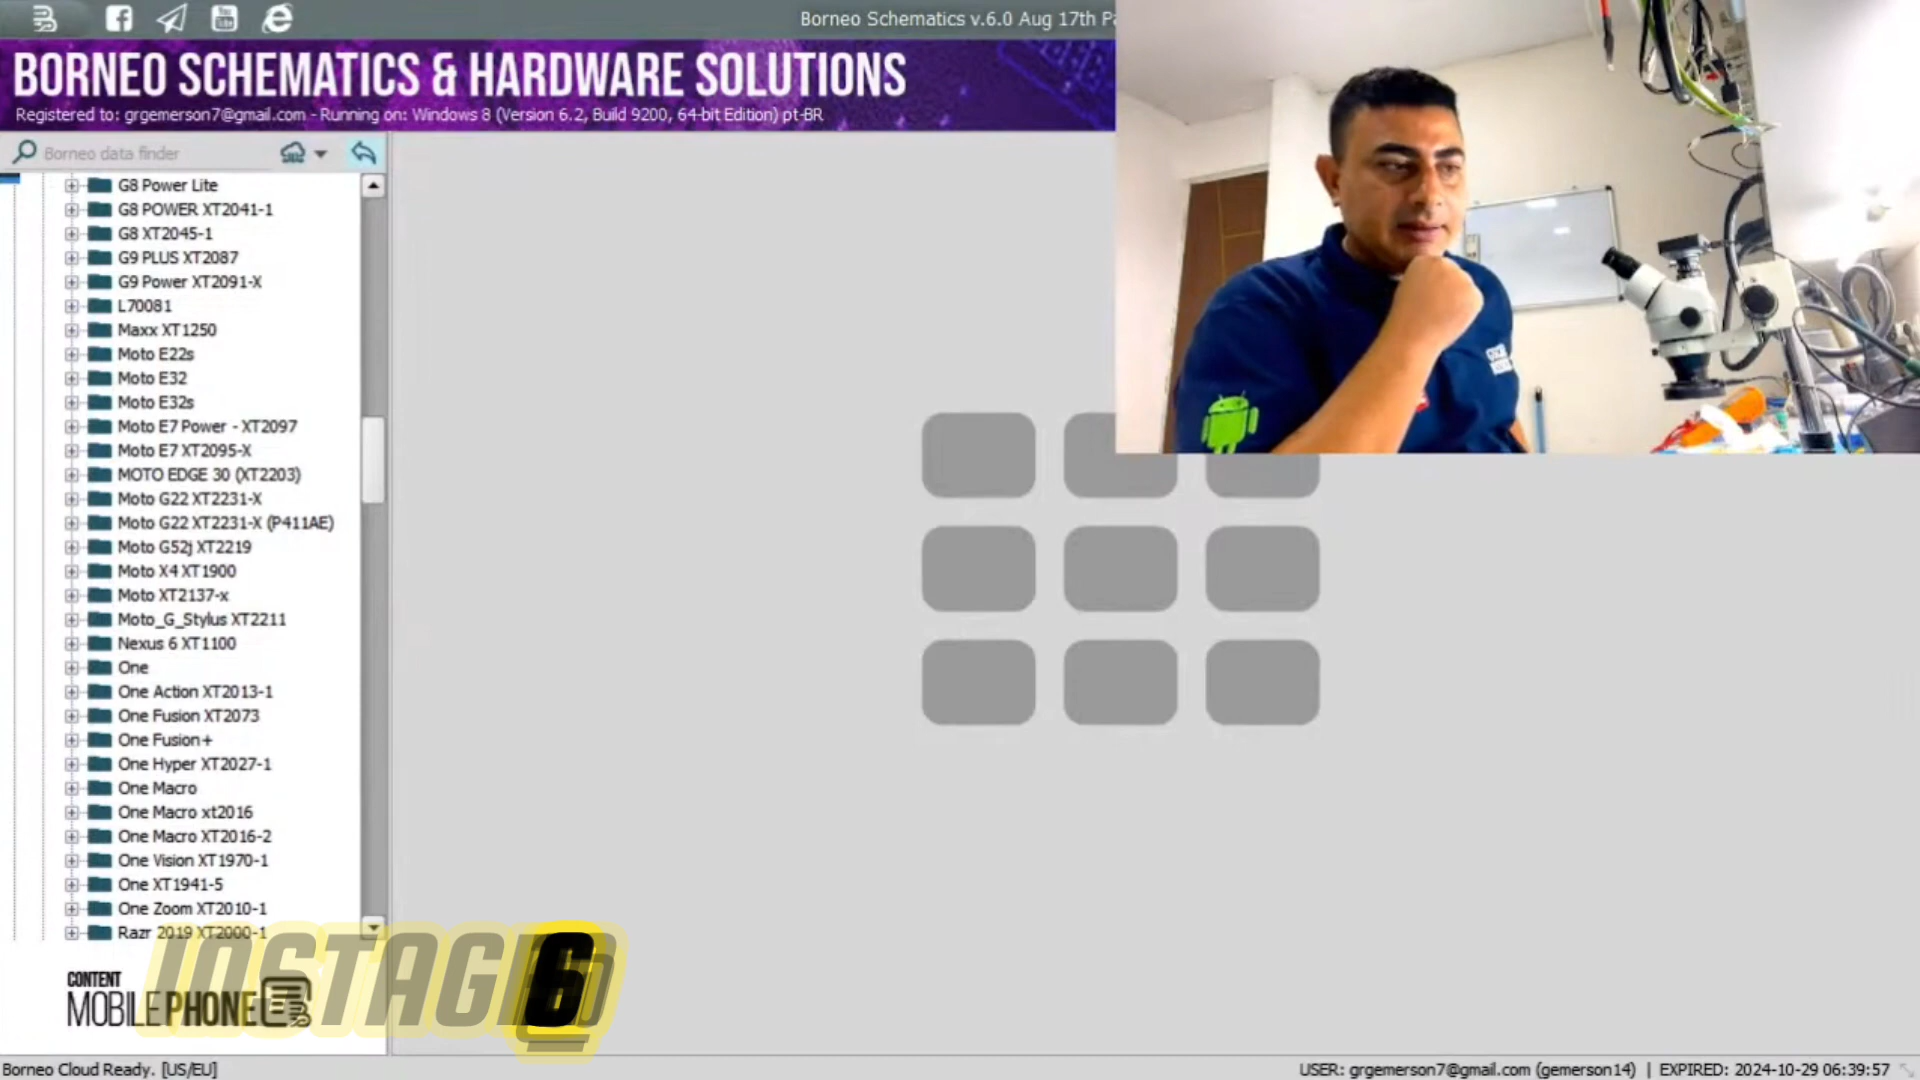 Borneo Schematics v.6.0 Aug 17th Pa
BORNEO SCHEMATICS & HARDWARE SOLUTIONS
Registered to: grgemerson7@gmail.com - Running on: Windows 8 (Version 6.2, Build 9200, 64-bit Edition) pt-BR
Borneo data finder
G8 Power Lite
G8 POWER XT2041-1
G8 XT2045-1
G9 PLUS XT2087
G9 Power XT2091-X
L70081
Maxx XT1250
Moto E22s
Moto E32
Moto E32s
Moto E7 Power - XT2097
Moto E7 XT2095-X
MOTO EDGE 30 (XT2203)
Moto G22 XT2231-X
Moto G22 XT2231-X (P411AE)
Moto G52j XT2219
Moto X4 XT1900
Moto XT2137-x
Moto_G_Stylus XT2211
Nexus 6 XT1100
One
One Action XT2013-1
One Fusion XT2073
One Fusion+
One Hyper XT2027-1
One Macro
One Macro xt2016
One Macro XT2016-2
One Vision XT1970-1
One XT1941-5
One Zoom XT2010-1
Razr 2019 XT2000-1
CONTENT
MOBILEPHONE
6
Borneo Cloud Ready. [US/EU]
USER: grgemerson7@gmail.com (gemerson14) | EXPIRED: 2024-10-29 06:39:57